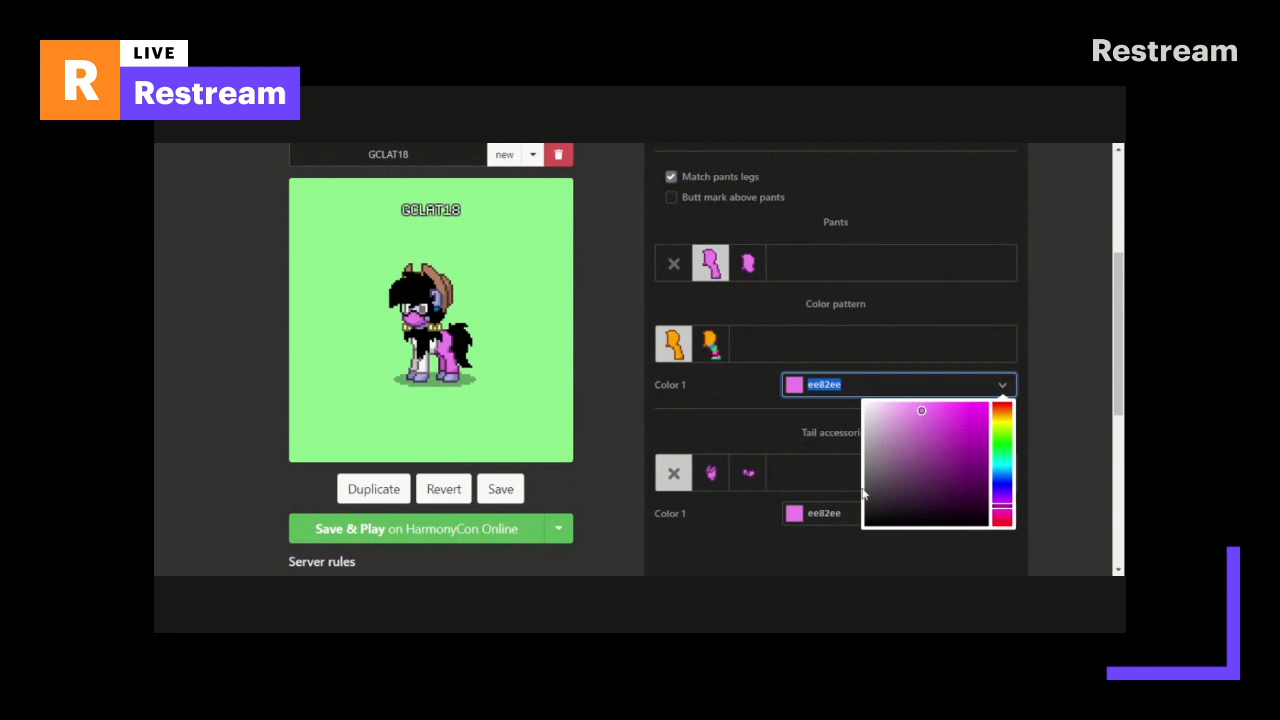 R
LIVE
Restream
Restream
GCLAT18
new
GCLAT18
Duplicate
Revert
Save
Save & Play on HarmonyCon Online
Server rules
Match pants legs
Butt mark above pants
Pants
Color pattern
Color 1
ee82ee
Tail accessori
Color 1
ee82ee